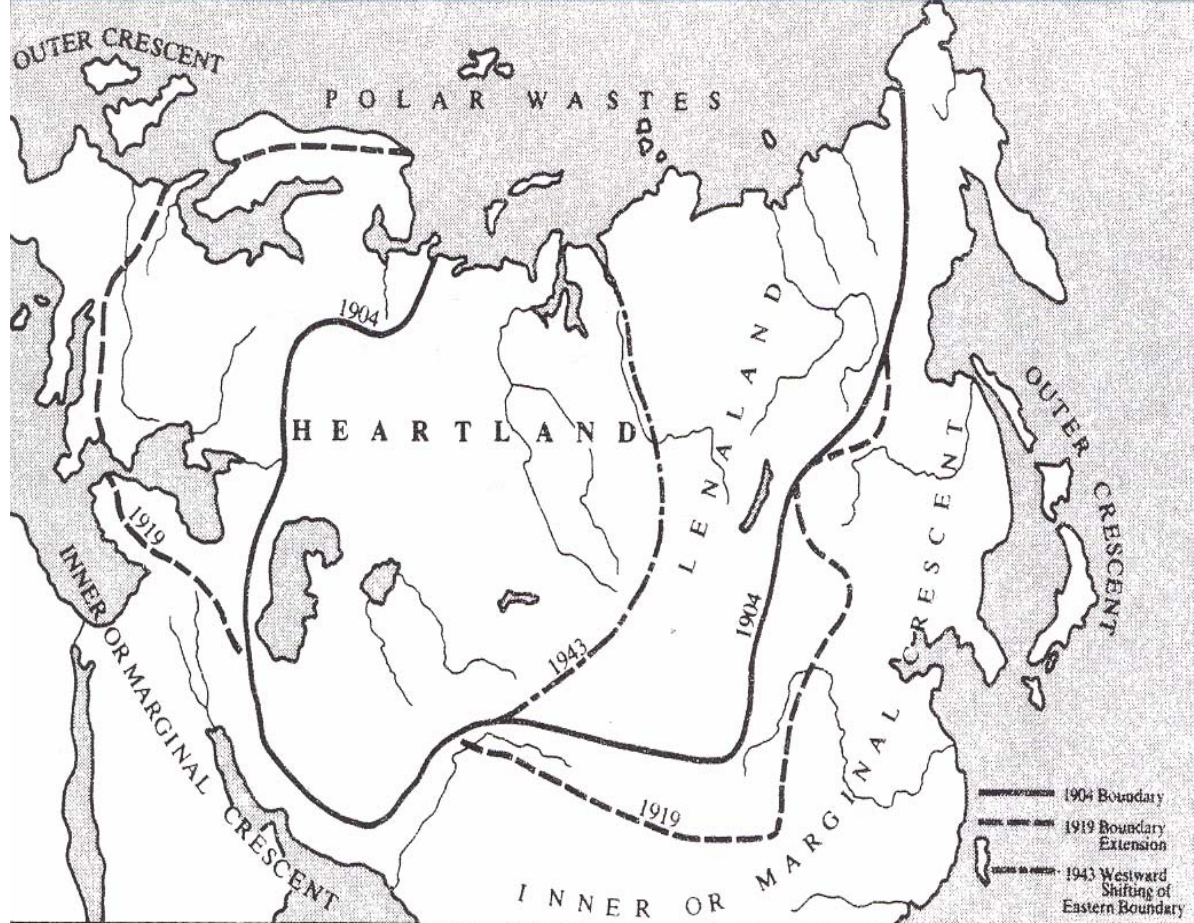 OUTER CRESCENT
POLAR WASTES
1904
HEARTLAND
LENALAND
OUTER CRESCENT
1919
INNER OR MARGINAL CRESCENT
1943
1904
1919
INNER OR MARGINAL CRESCENT
1904 Boundary
1919 Boundary
Extension
1943 Westward
Shifting of
Eastern Boundary